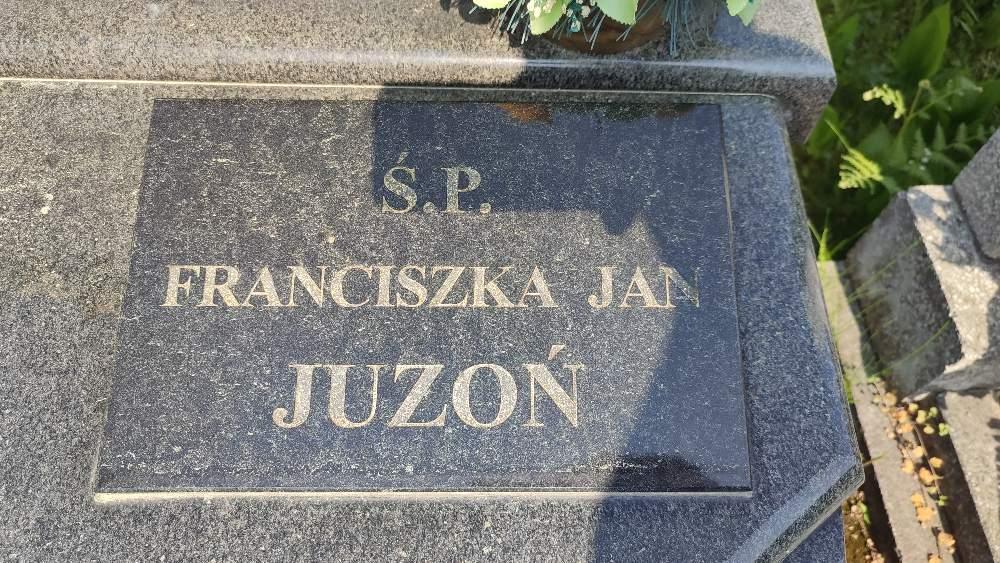 Ś.P.
FRANCISZKA JAN
JUZOŃ